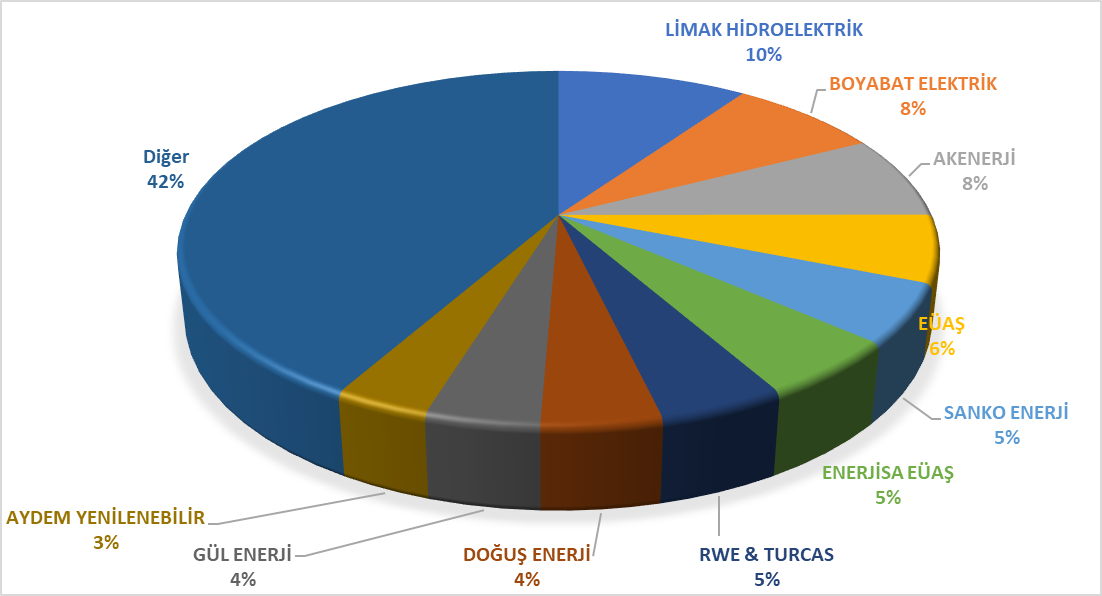 LİMAK HİDROELEKTRİK
10%
BOYABAT ELEKTRİK
8%
AKENERJİ
8%
EÜAŞ
6%
SANKO ENERJİ
5%
ENERJİSA EÜAŞ
5%
RWE & TURCAS
5%
DOĞUŞ ENERJİ
4%
GÜL ENERJİ
4%
AYDEM YENİLENEBİLİR
3%
Diğer
42%